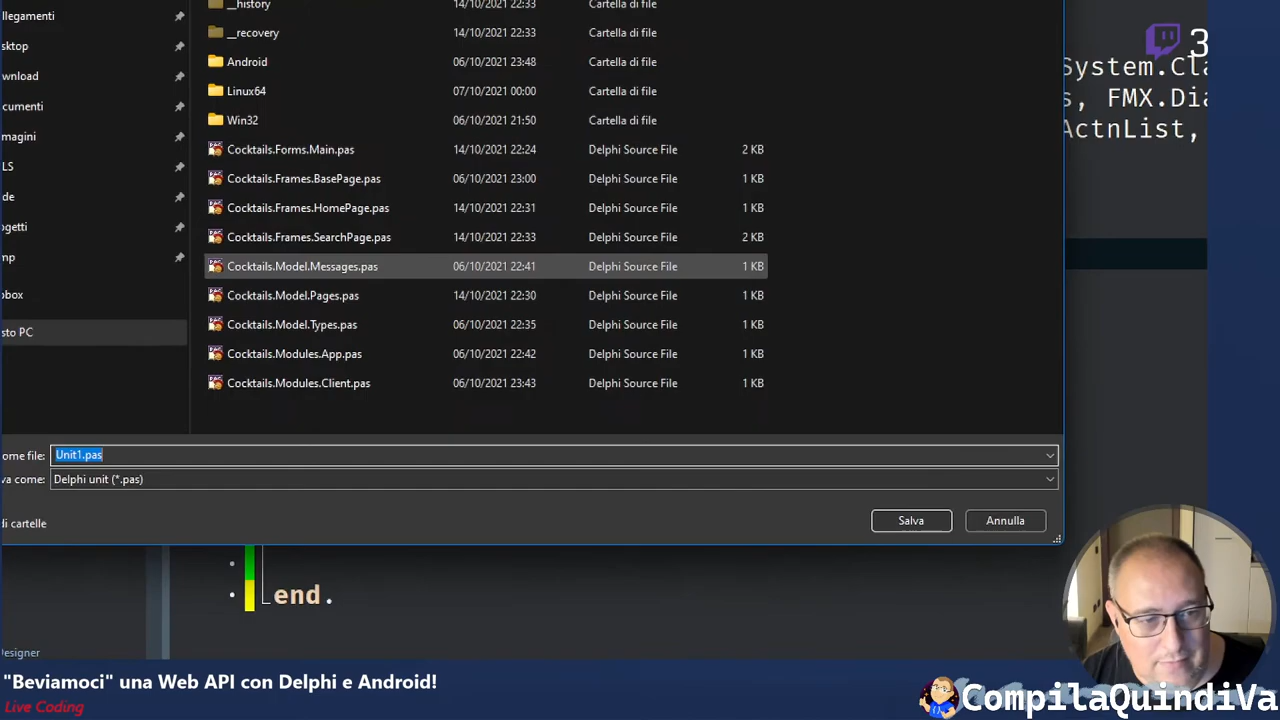 llegamenti
sktop
wnload
cumenti
magini
LS
de
ogetti
mp
box
sto PC
__history 14/10/2021 22:33 Cartella di file
__recovery 14/10/2021 22:33 Cartella di file
Android 06/10/2021 23:48 Cartella di file
Linux64 07/10/2021 00:00 Cartella di file
Win32 06/10/2021 21:50 Cartella di file
Cocktails.Forms.Main.pas 14/10/2021 22:24 Delphi Source File 2 KB
Cocktails.Frames.BasePage.pas 06/10/2021 23:00 Delphi Source File 1 KB
Cocktails.Frames.HomePage.pas 14/10/2021 22:31 Delphi Source File 1 KB
Cocktails.Frames.SearchPage.pas 14/10/2021 22:33 Delphi Source File 2 KB
Cocktails.Model.Messages.pas 06/10/2021 22:41 Delphi Source File 1 KB
Cocktails.Model.Pages.pas 14/10/2021 22:30 Delphi Source File 1 KB
Cocktails.Model.Types.pas 06/10/2021 22:35 Delphi Source File 1 KB
Cocktails.Modules.App.pas 06/10/2021 22:42 Delphi Source File 1 KB
Cocktails.Modules.Client.pas 06/10/2021 23:43 Delphi Source File 1 KB
3
System.Cla
s, FMX.Dia
ActnList,
ome file: Unit1.pas
va come: Delphi unit (*.pas)
di cartelle
Salva Annulla
end.
Designer
"Beviamoci" una Web API con Delphi e Android!
Live Coding
CompilaQuindiVa